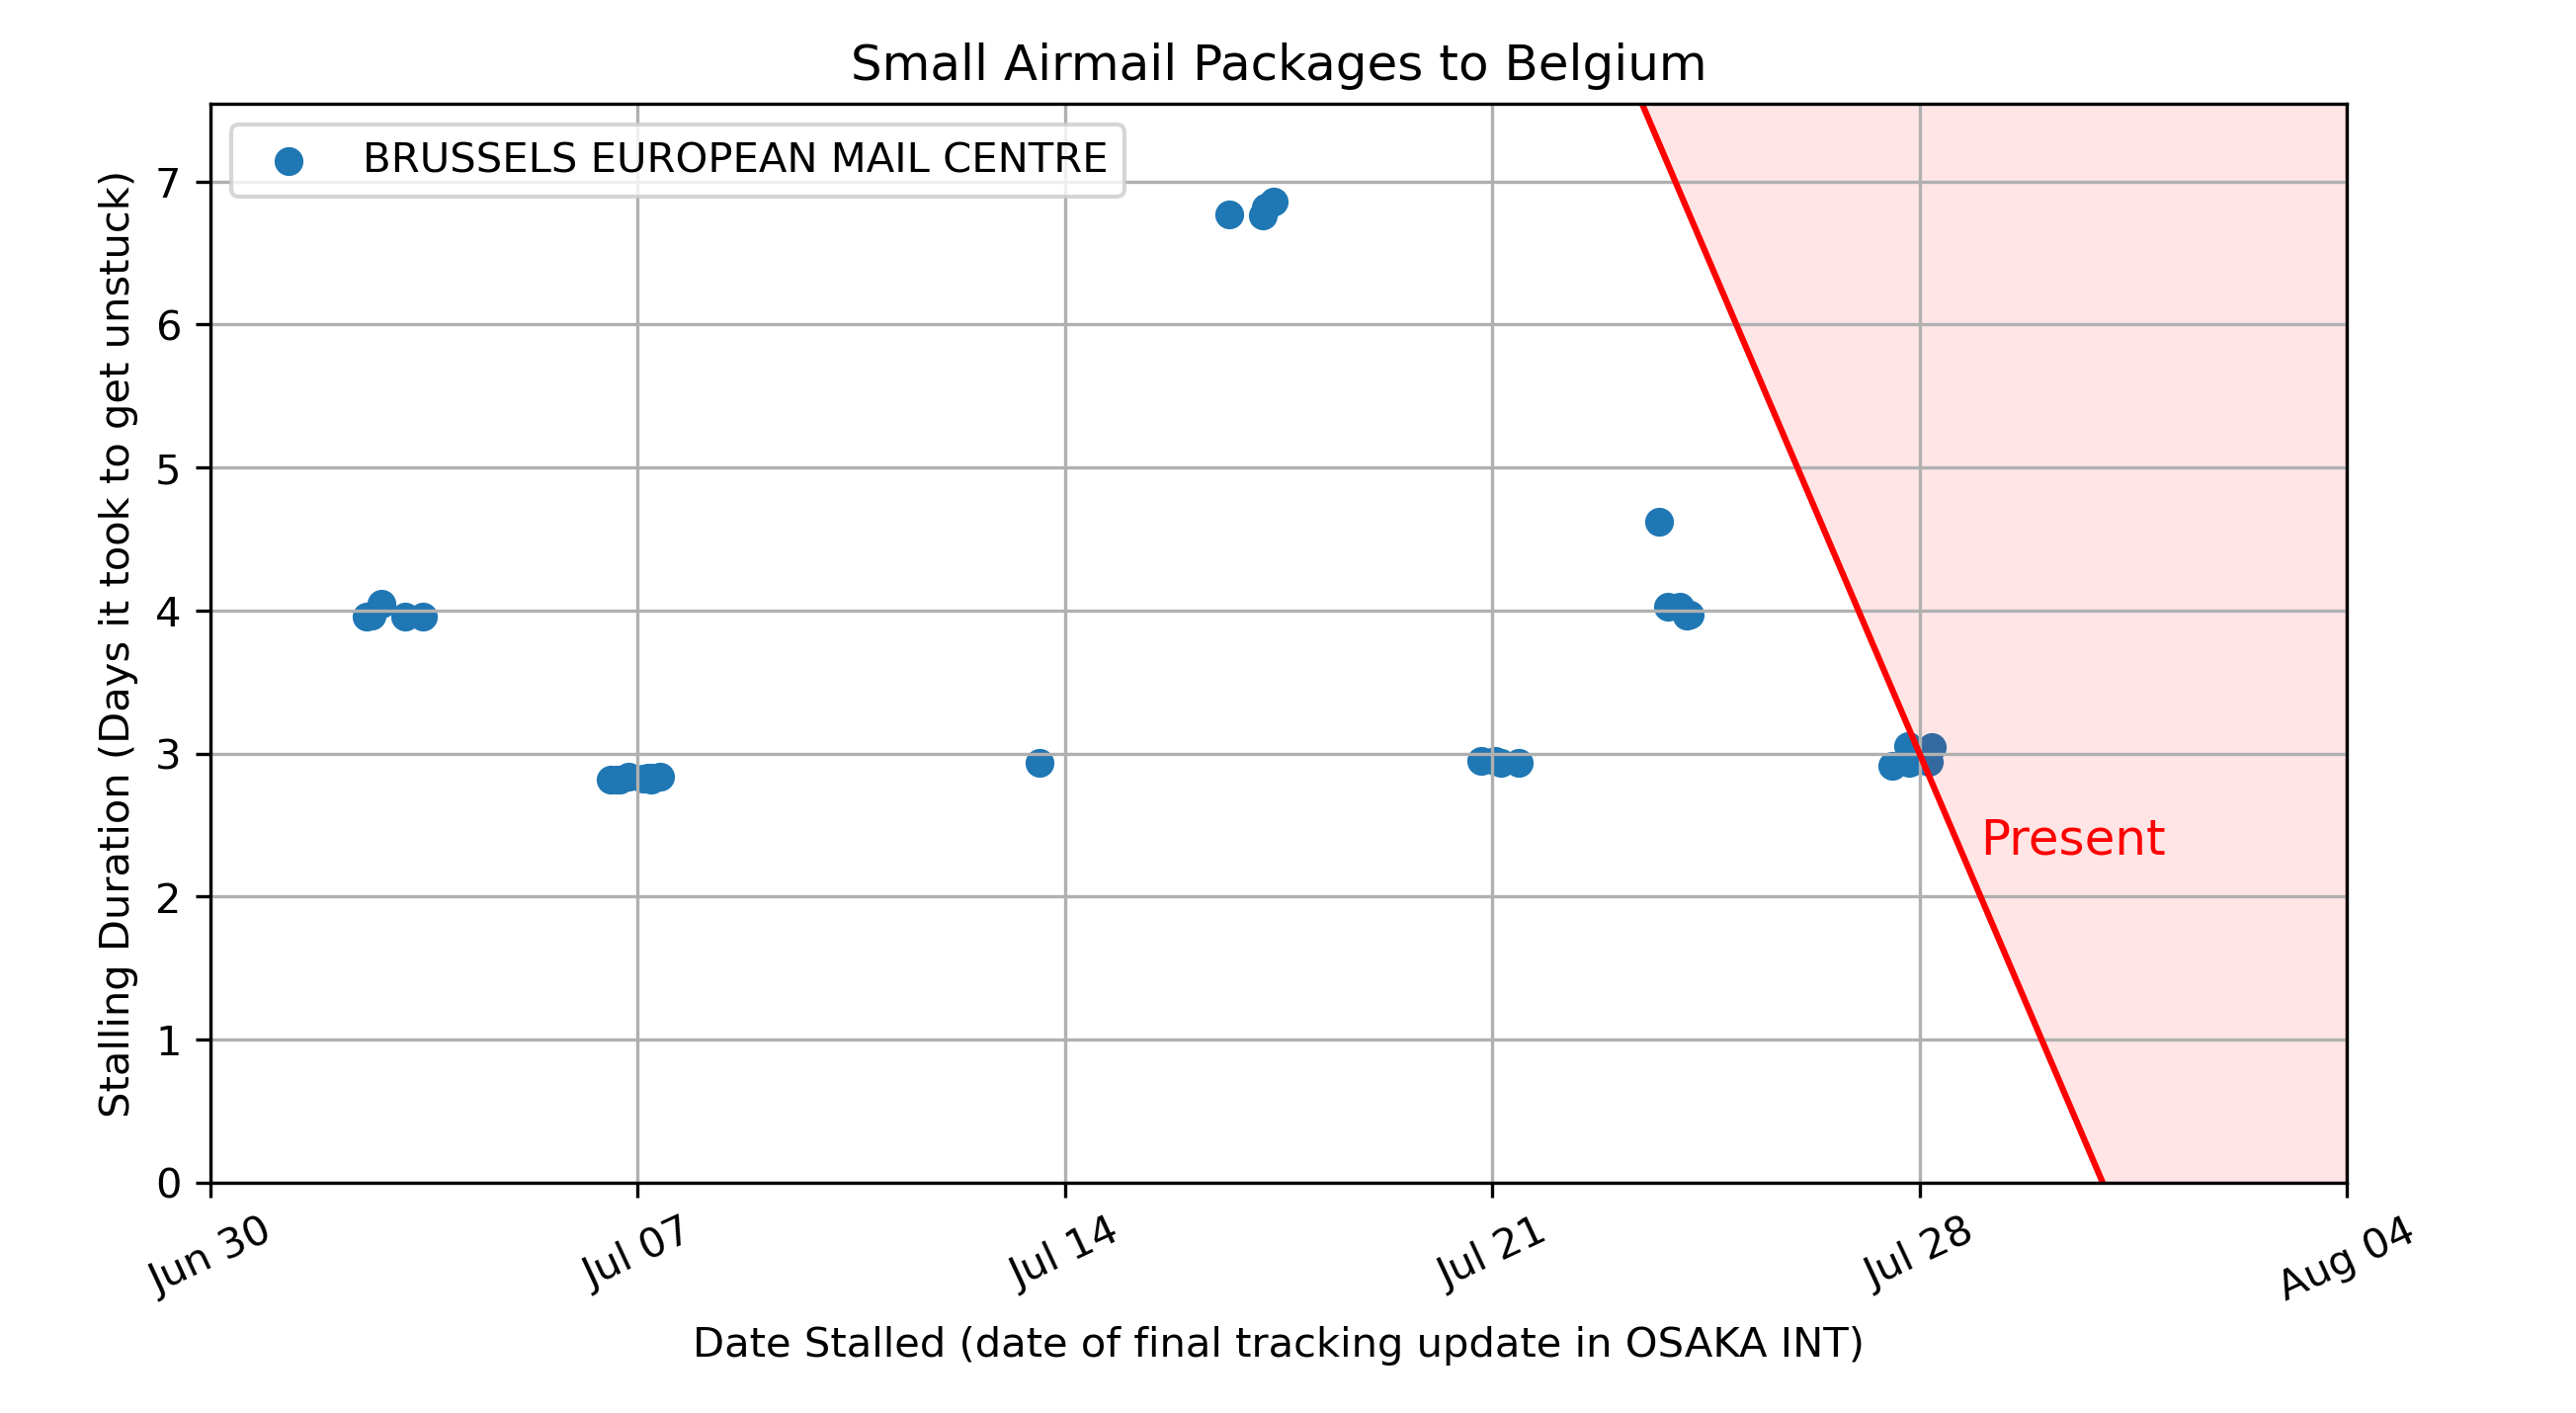 Small Airmail Packages to Belgium
BRUSSELS EUROPEAN MAIL CENTRE
Stalling Duration (Days it took to get unstuck)
7
6
5
4
3
2
1
0
Present
Jun 30
Jul 07
Jul 14
Jul 21
Jul 28
Aug 04
Date Stalled (date of final tracking update in OSAKA INT)